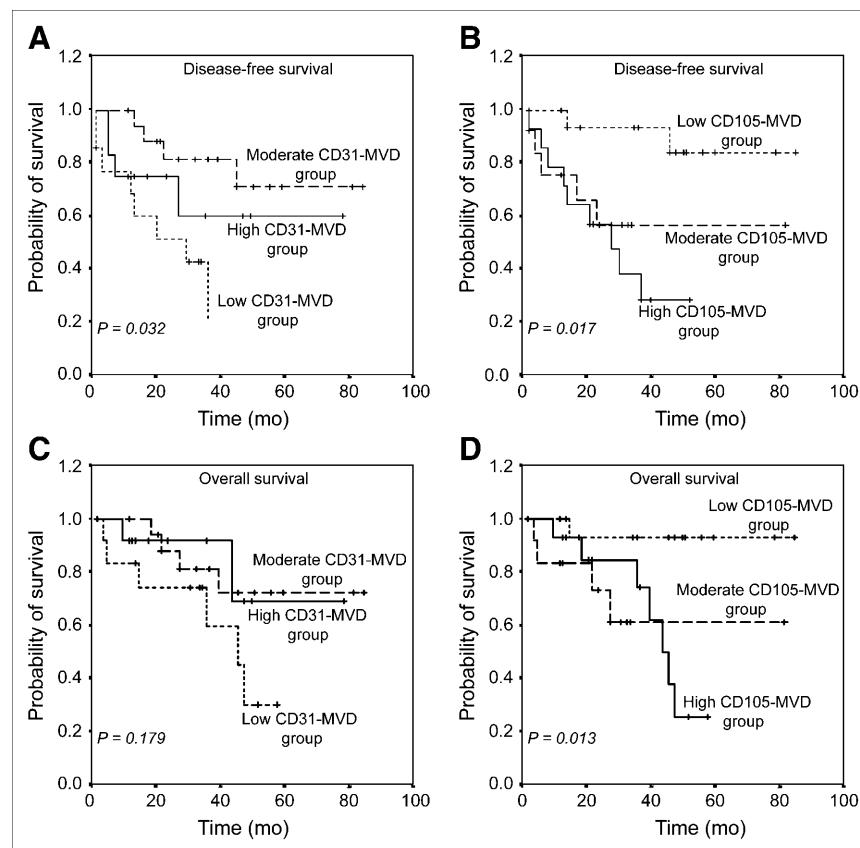 A
Disease-free survival
Probability of survival
1.2
1.0
0.8
0.6
0.4
0.2
0.0
Moderate CD31-MVD
group
High CD31-MVD
group
Low CD31-MVD
group
P = 0.032
0 20 40 60 80 100
Time (mo)
B
Disease-free survival
Probability of survival
1.2
1.0
0.8
0.6
0.4
0.2
0.0
Low CD105-MVD
group
Moderate CD105-MVD
group
High CD105-MVD
group
P = 0.017
0 20 40 60 80 100
Time (mo)
C
Overall survival
Probability of survival
1.2
1.0
0.8
0.6
0.4
0.2
0.0
Moderate CD31-MVD
group
High CD31-MVD
group
Low CD31-MVD
group
P = 0.179
0 20 40 60 80 100
Time (mo)
D
Overall survival
Probability of survival
1.2
1.0
0.8
0.6
0.4
0.2
0.0
Low CD105-MVD
group
Moderate CD105-MVD
group
High CD105-MVD
group
P = 0.013
0 20 40 60 80 100
Time (mo)